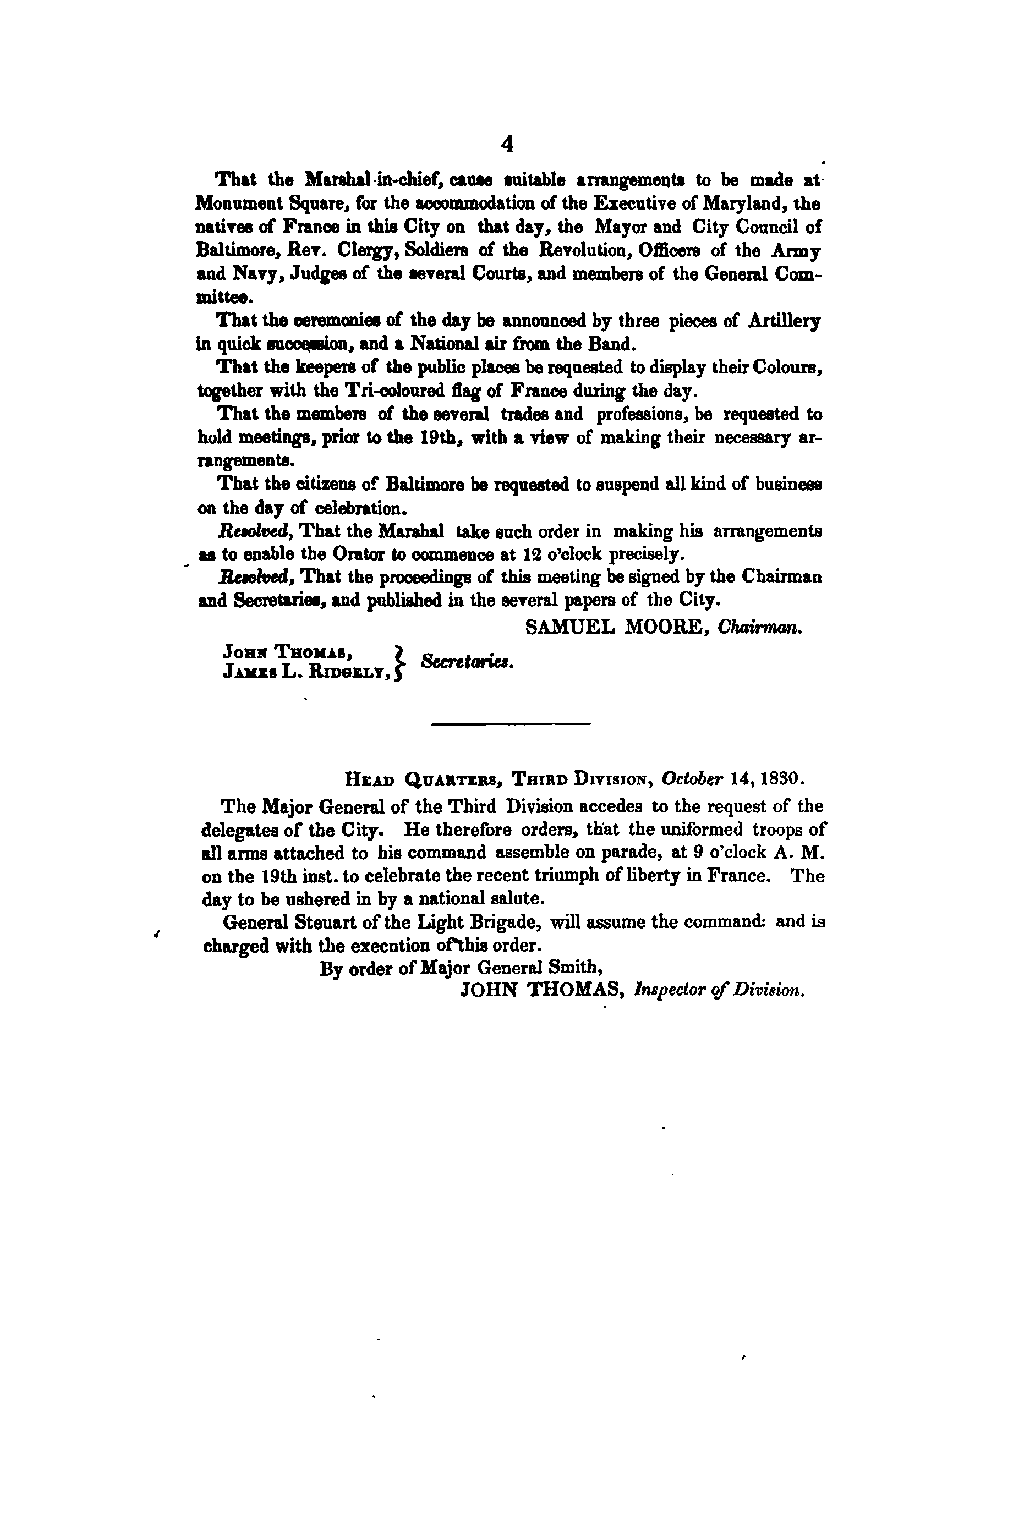 4
That the Marshal-in-chief, cause suitable arrangements to be made at
Monument Square, for the accommodation of the Executive of Maryland, the
natives of France in this City on that day, the Mayor and City Council of
Baltimore, Rev. Clergy, Soldiers of the Revolution, Officers of the Army
and Navy, Judges of the several Courts, and members of the General Com-
mittee.
That the ceremonies of the day be announced by three pieces of Artillery
in quick succession, and a National air from the Band.
That the keepers of the public places be requested to display their Colours,
together with the Tri-coloured flag of France during the day.
That the members of the several trades and professions, be requested to
hold meetings, prior to the 19th, with a view of making their necessary ar-
rangements.
That the citizens of Baltimore be requested to suspend all kind of business
on the day of celebration.
Resolved, That the Marshal take such order in making his arrangements
as to enable the Orator to commence at 12 o'clock precisely.
Resolved, That the proceedings of this meeting be signed by the Chairman
and Secretaries, and published in the several papers of the City.
SAMUEL MOORE, Chairman.
JOHN THOMAS,
JAMES L. RIDGELY, } Secretaries.
HEAD QUARTERS, THIRD DIVISION, October 14, 1830.
The Major General of the Third Division accedes to the request of the
delegates of the City. He therefore orders, that the uniformed troops of
all arms attached to his command assemble on parade, at 9 o'clock A. M.
on the 19th inst. to celebrate the recent triumph of liberty in France. The
day to be ushered in by a national salute.
General Steuart of the Light Brigade, will assume the command: and is
charged with the execution of this order.
By order of Major General Smith,
JOHN THOMAS, Inspector of Division.